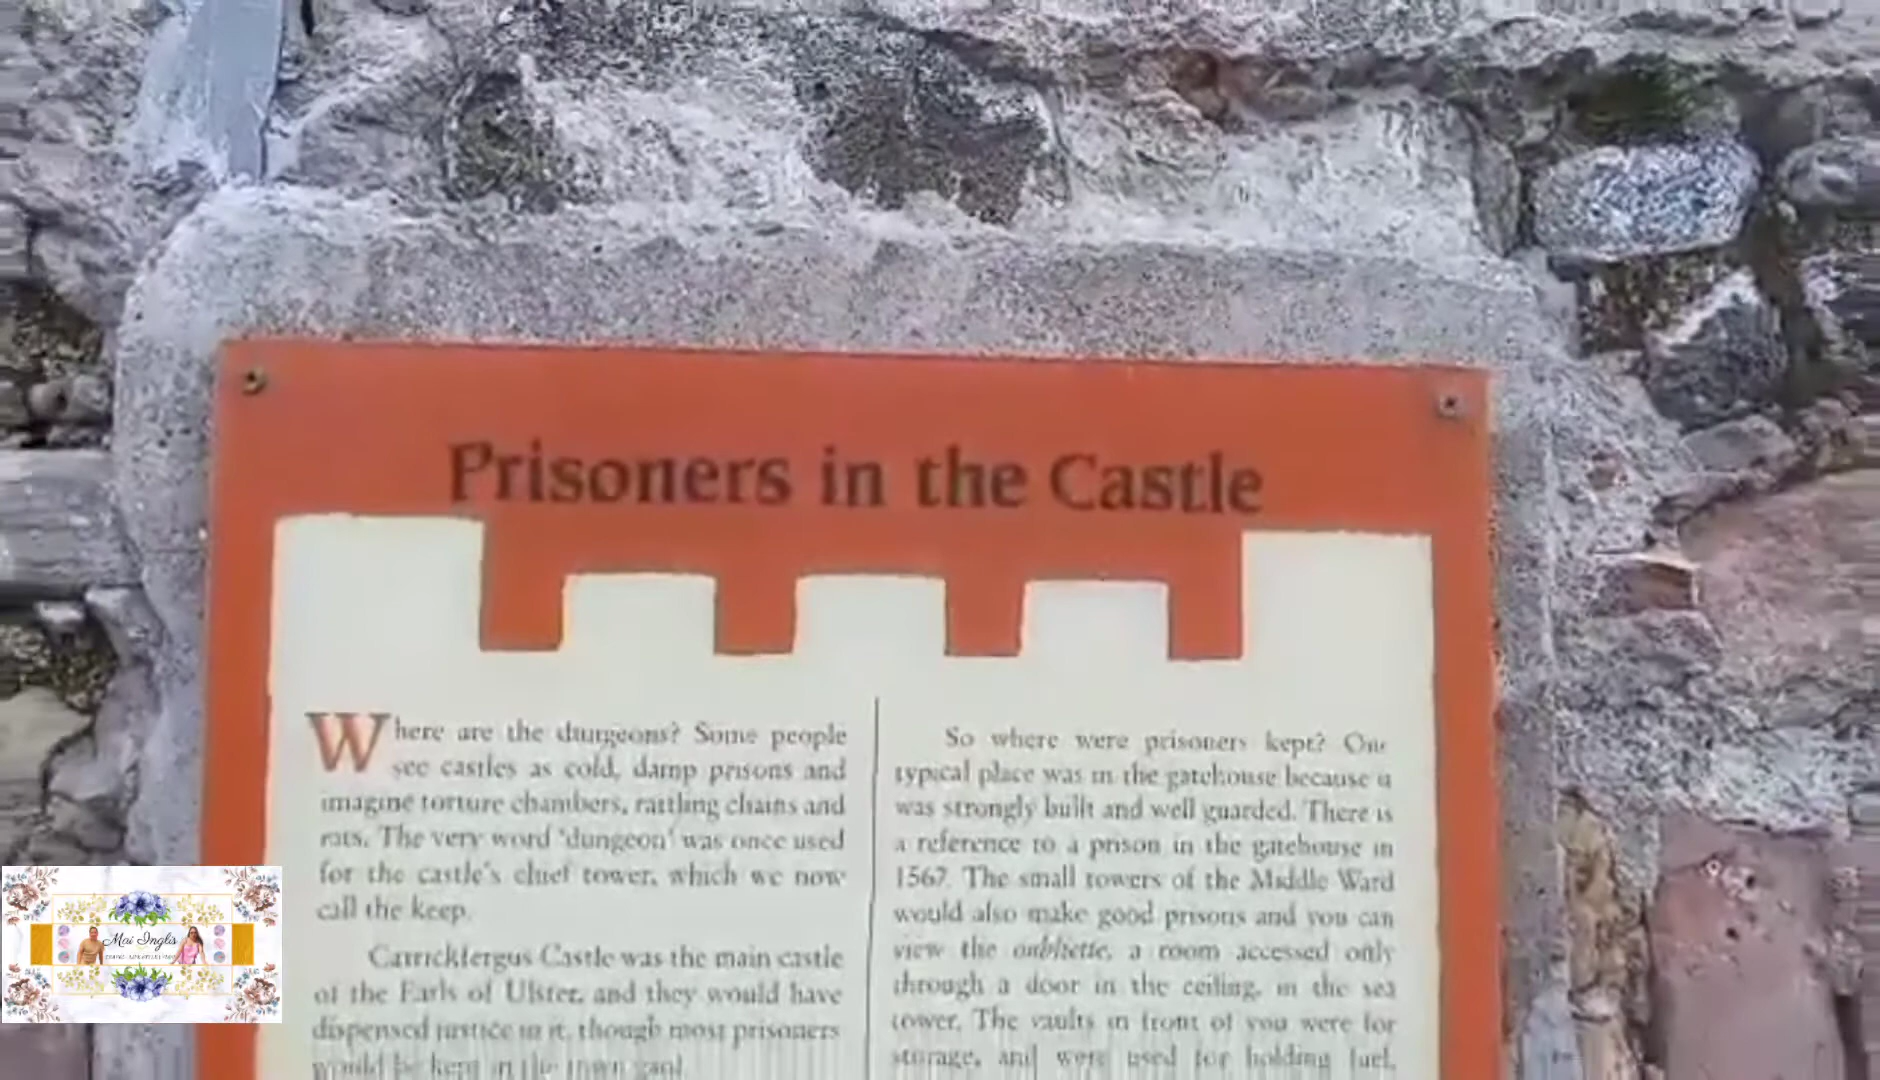 Prisoners in the Castle
Where are the dungeons? Some people
see castles as cold, damp prisons and
imagine torture chambers, rattling chains and
rats. The very word 'dungeon' was once used
for the castle's chief tower, which we now
call the keep.
Carrickfergus Castle was the main castle
of the Earls of Ulster, and they would have
dispensed justice in it, though most prisoners
would be kept in the town gaol.
So where were prisoners kept? One
typical place was in the gatehouse because it
was strongly built and well guarded. There is
a reference to a prison in the gatehouse in
1567. The small towers of the Middle Ward
would also make good prisons and you can
view the oubliette, a room accessed only
through a door in the ceiling, in the sea
tower. The vaults in front of you were for
storage, and were used for holding fuel,
Mai Inglis